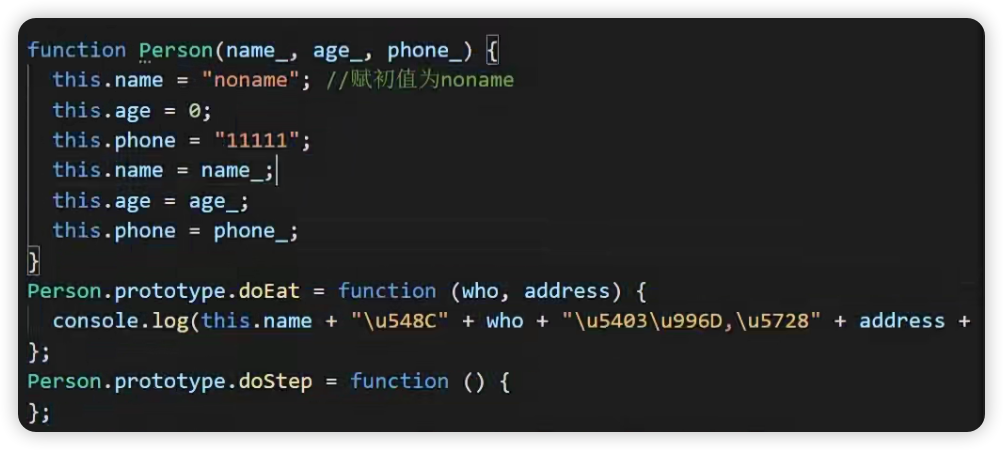 function Person(name_, age_, phone_) {
this.name = "noname"; //赋初值为noname
this.age = 0;
this.phone = "11111";
this.name = name_;
this.age = age_;
this.phone = phone_;
}
Person.prototype.doEat = function (who, address) {
console.log(this.name + "\u548C" + who + "\u5403\u996D,\u5728" + address +
};
Person.prototype.doStep = function () {
};